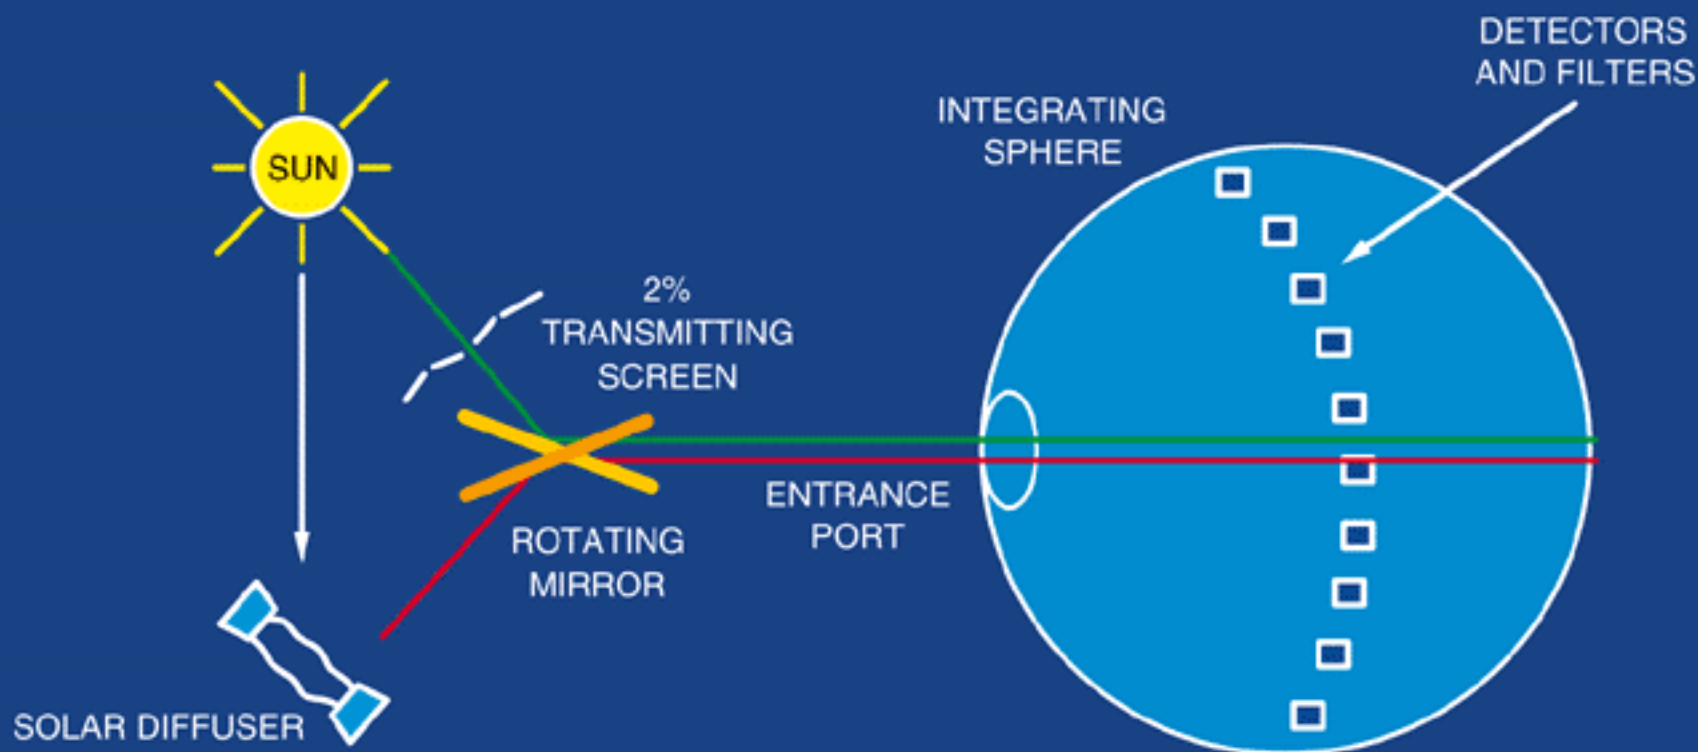 DETECTORS
AND FILTERS
INTEGRATING
SPHERE
SUN
2%
TRANSMITTING
SCREEN
ENTRANCE
PORT
ROTATING
MIRROR
SOLAR DIFFUSER